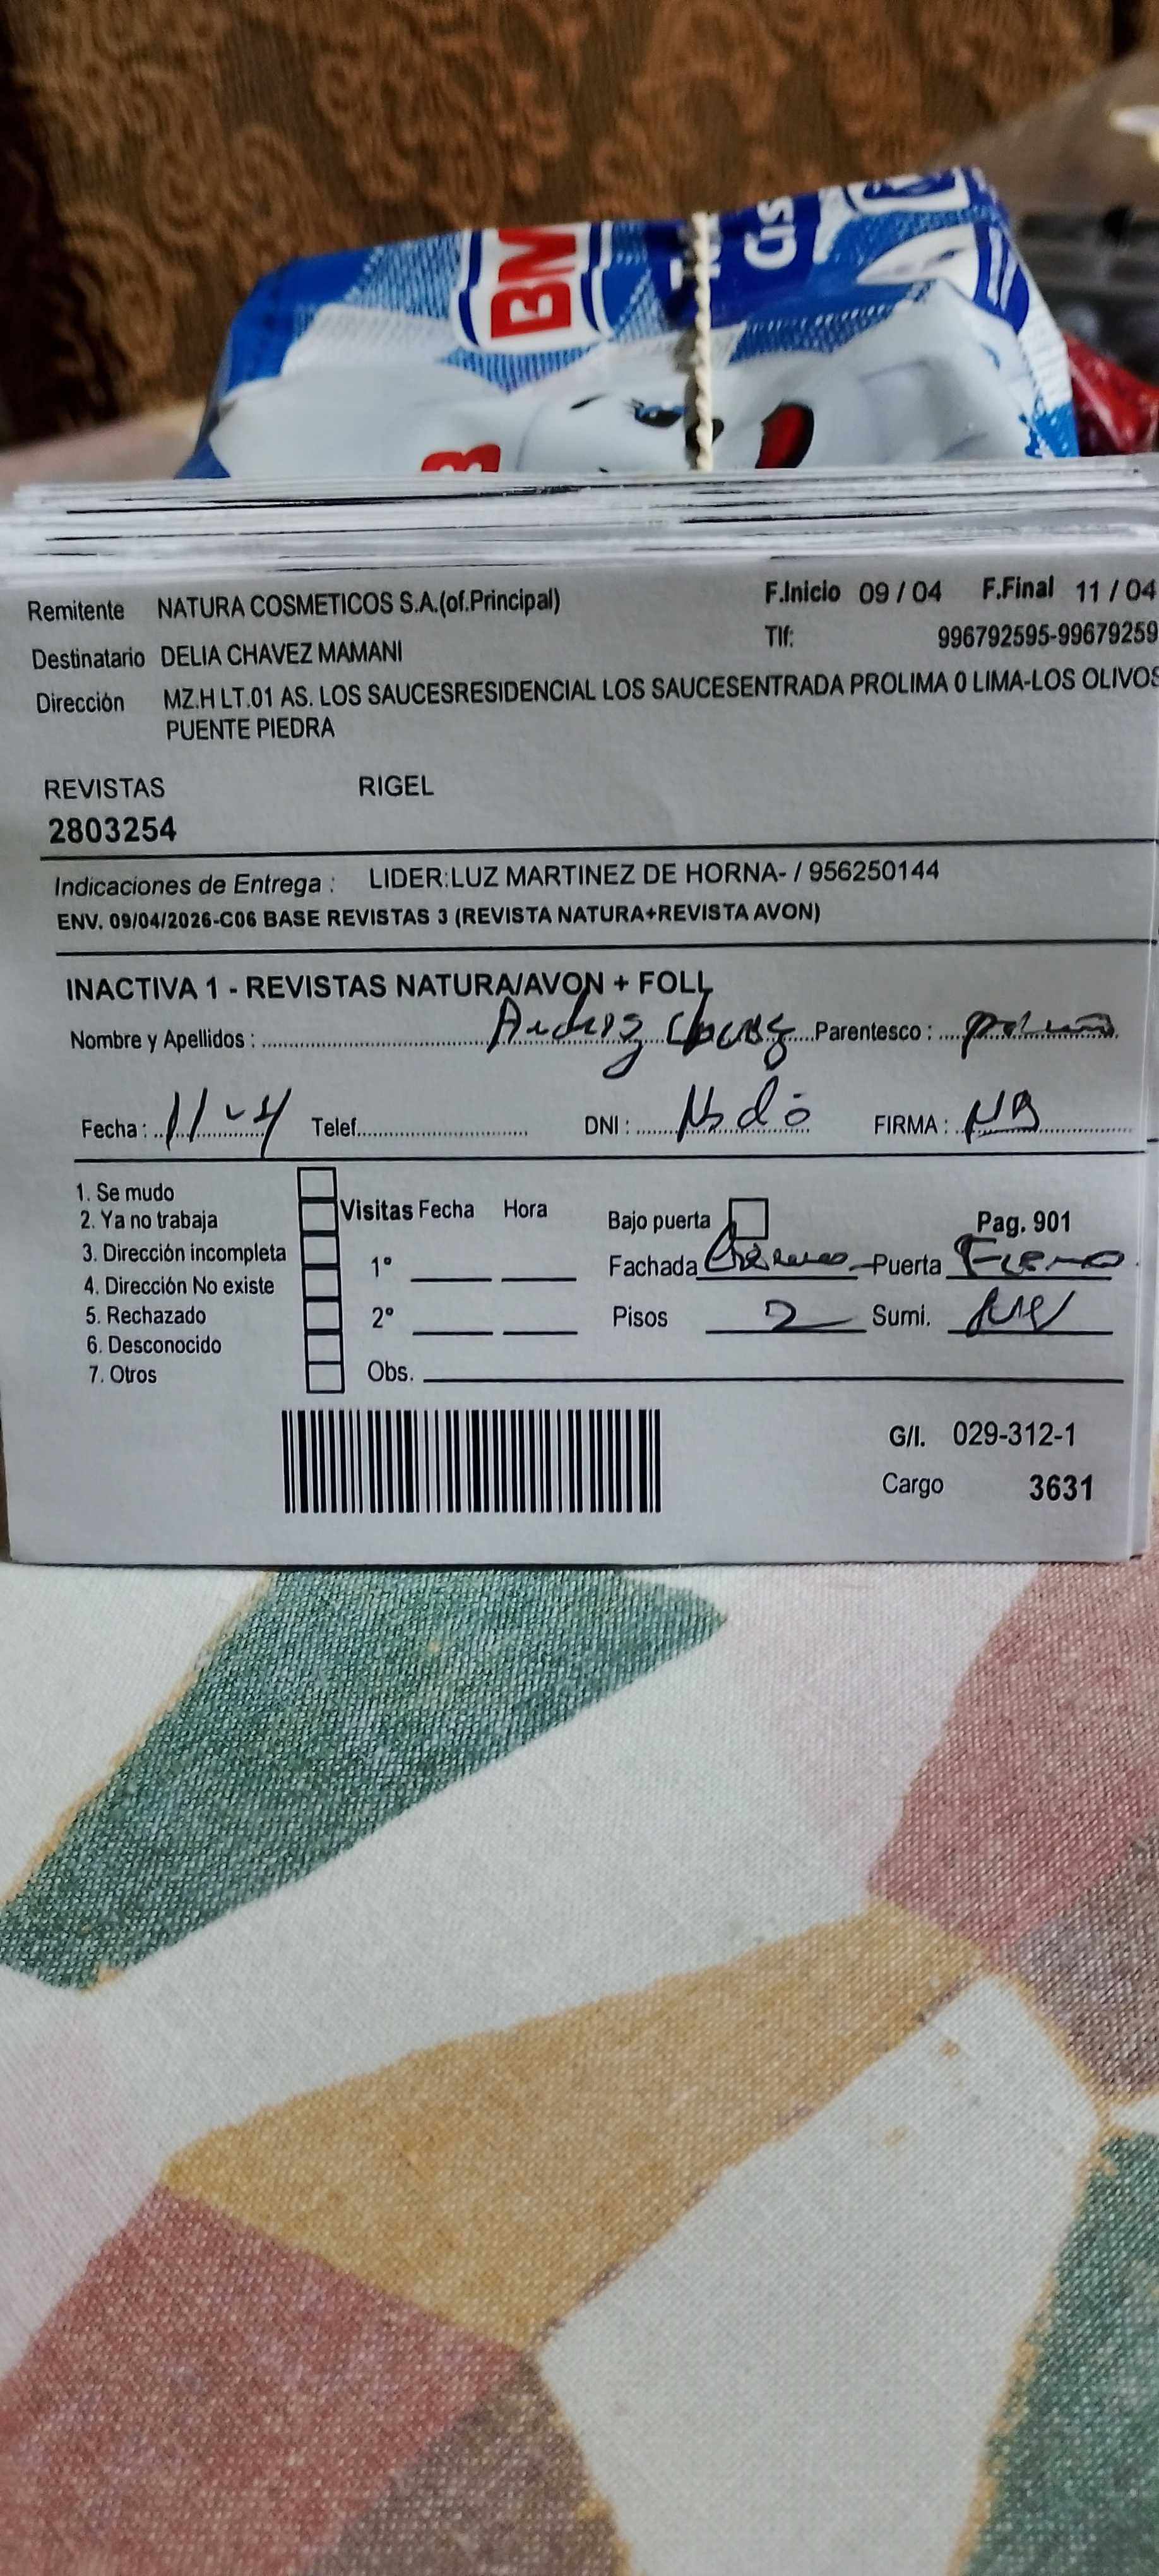 BM
Remitente NATURA COSMETICOS S.A.(of.Principal) F.Inicio 09 / 04 F.Final 11 / 04
Destinatario DELIA CHAVEZ MAMANI Tlf: 996792595-99679259
Dirección MZ.H LT.01 AS. LOS SAUCESRESIDENCIAL LOS SAUCESENTRADA PROLIMA 0 LIMA-LOS OLIVOS
PUENTE PIEDRA
REVISTAS RIGEL
2803254
Indicaciones de Entrega : LIDER:LUZ MARTINEZ DE HORNA- / 956250144
ENV. 09/04/2026-C06 BASE REVISTAS 3 (REVISTA NATURA+REVISTA AVON)
INACTIVA 1 - REVISTAS NATURA/AVON + FOLL
Nombre y Apellidos : Chavez Parentesco :
Fecha : 11-4 Telef. DNI : No dio FIRMA :
1. Se mudo
2. Ya no trabaja
3. Dirección incompleta
4. Dirección No existe
5. Rechazado
6. Desconocido
7. Otros
Visitas Fecha Hora
1°
2°
Obs.
Bajo puerta Pag. 901
Fachada Puerta Fierro
Pisos 2 Sumi.
G/I. 029-312-1
Cargo 3631